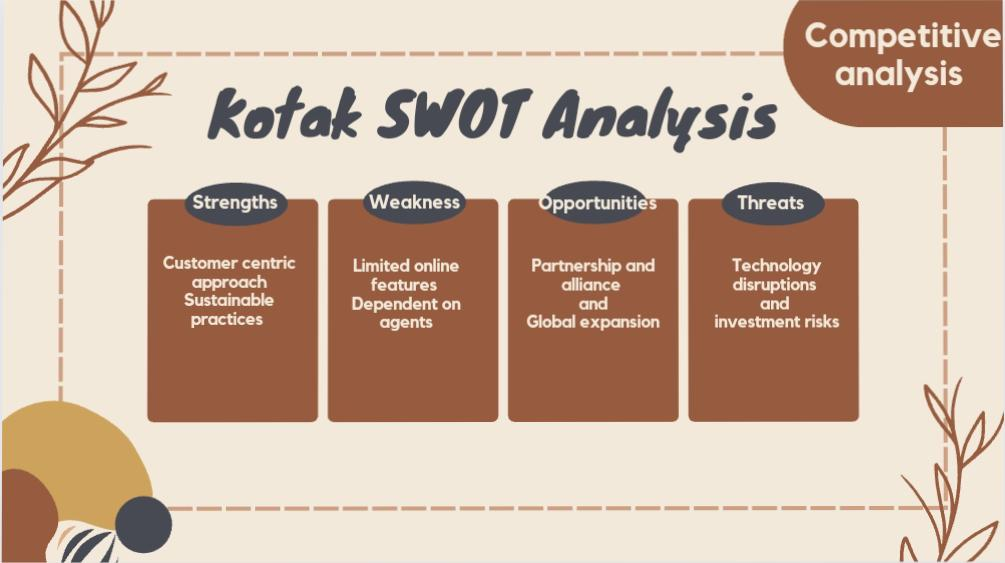 Competitive
analysis
Kotak SWOT Analysis
Strengths
Customer centric
approach
Sustainable
practices
Weakness
Limited online
features
Dependent on
agents
Opportunities
Partnership and
alliance
and
Global expansion
Threats
Technology
disruptions
and
investment risks